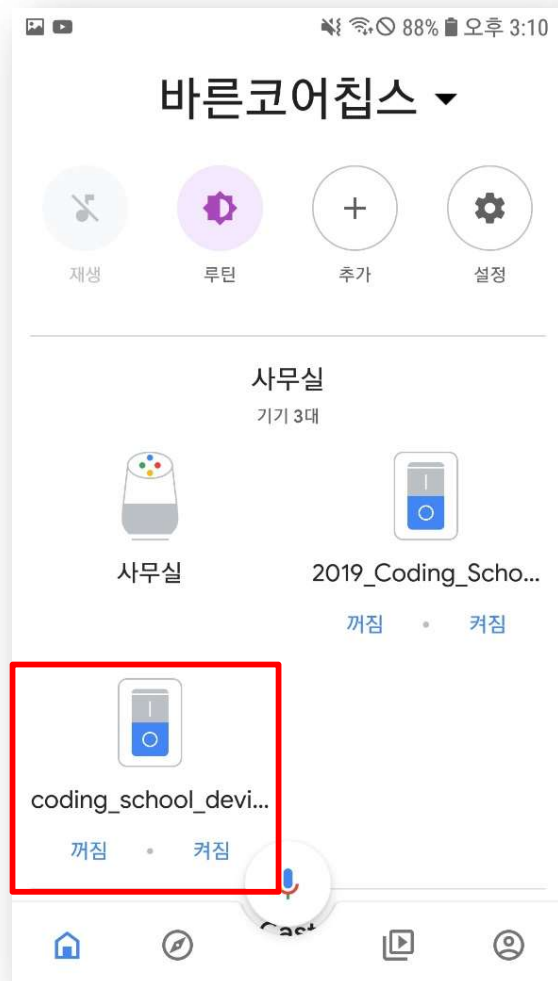 88% 오후 3:10
바른코어칩스
재생 루틴 추가 설정
사무실
기기 3대
사무실 2019_Coding_Scho...
꺼짐 • 켜짐
coding_school_devi...
꺼짐 • 켜짐
Cast